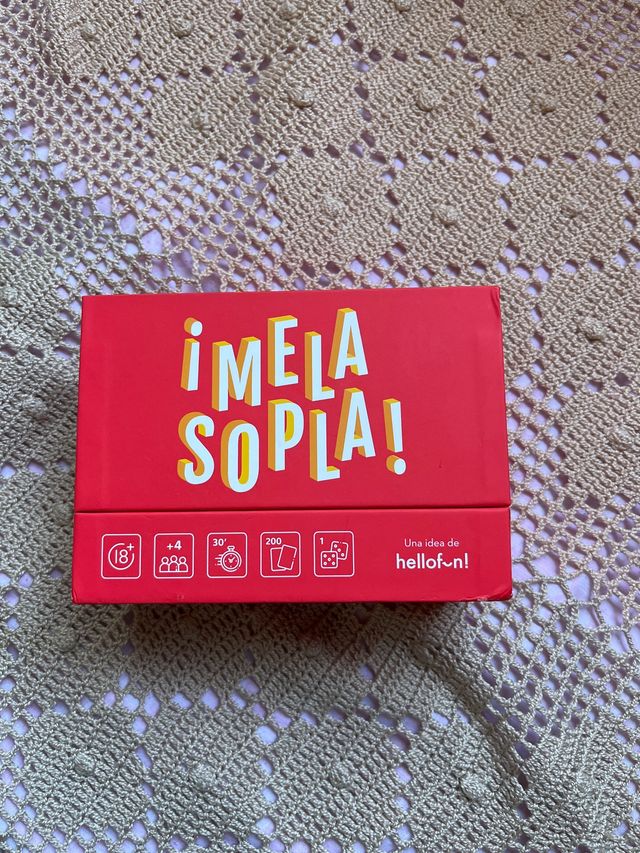 ¡MELA
SOPLA!
18+
+4
30'
200
1
Una idea de
hellofun!